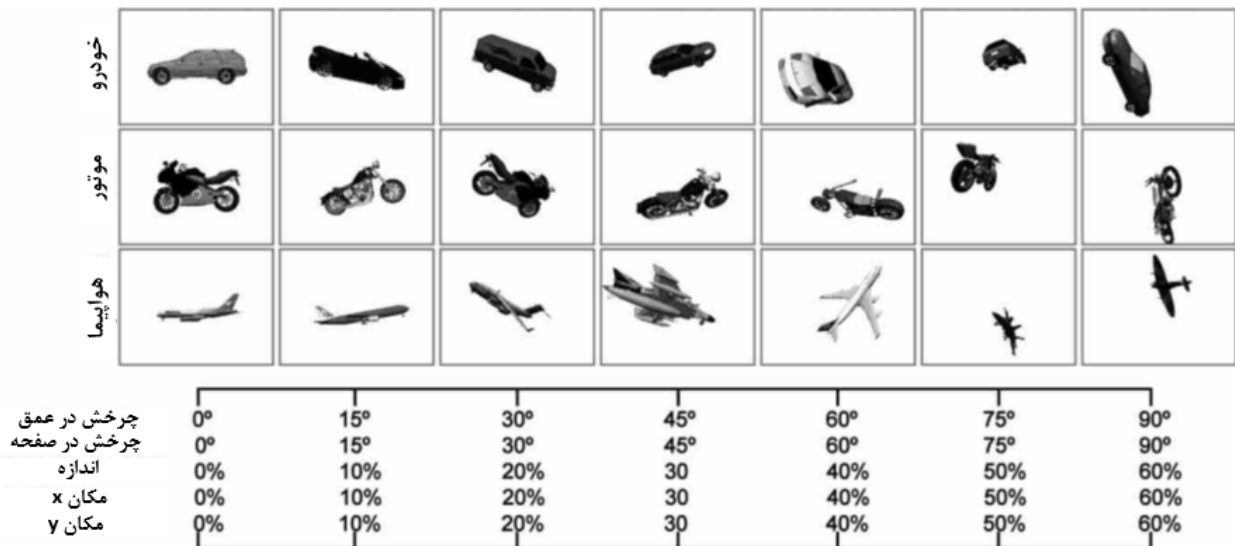 خودرو
موتور
هواپیما
چرخش در عمق 0º 15º 30º 45º 60º 75º 90º
چرخش در صفحه 0º 15º 30º 45º 60º 75º 90º
اندازه 0% 10% 20% 30 40% 50% 60%
مکان x 0% 10% 20% 30 40% 50% 60%
مکان y 0% 10% 20% 30 40% 50% 60%